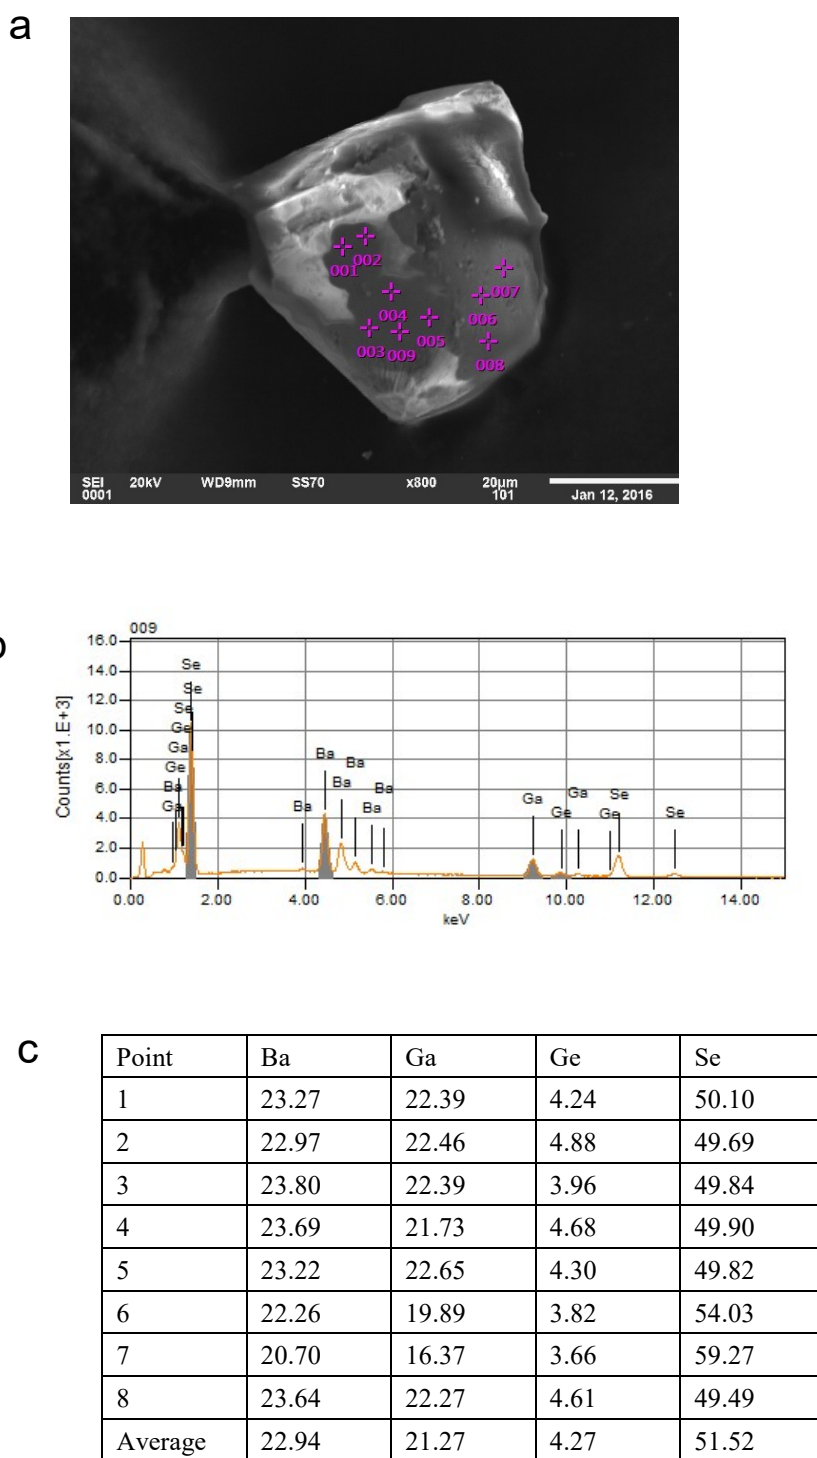 a
SEI 20kV WD9mm SS70 x800 20μm
0001 101 Jan 12, 2016
001 002
007
004 006
005
003 009
008
009
16.0
14.0
12.0
10.0
8.0
6.0
4.0
2.0
0.0
Counts[x1.E+3]
Se
Se
Se
Ge
Ga
Ge
Ba
Ga
Ba Ba Ba Ba Ba Ba
Ga Ge Ga Ge Se Se
0.00 2.00 4.00 6.00 8.00 10.00 12.00 14.00
keV
c
Point Ba Ga Ge Se
1 23.27 22.39 4.24 50.10
2 22.97 22.46 4.88 49.69
3 23.80 22.39 3.96 49.84
4 23.69 21.73 4.68 49.90
5 23.22 22.65 4.30 49.82
6 22.26 19.89 3.82 54.03
7 20.70 16.37 3.66 59.27
8 23.64 22.27 4.61 49.49
Average 22.94 21.27 4.27 51.52